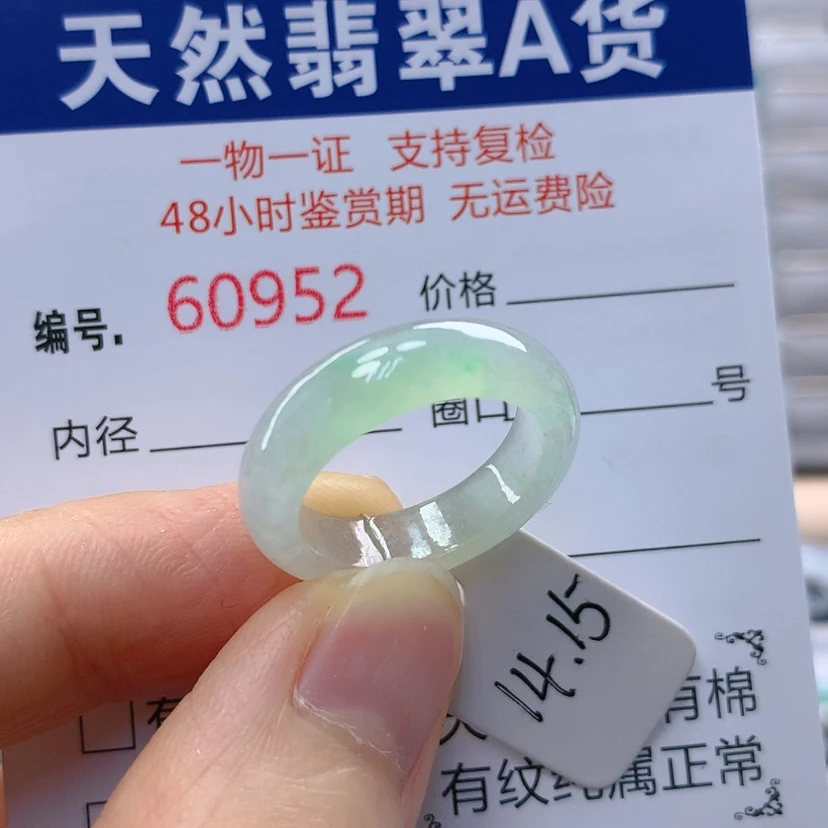 天然翡翠A货
一物一证 支持复检
48小时鉴赏期 无运费险
编号. 60952 价格
内径 圈口 号
14.15
有棉
有纹 属正常